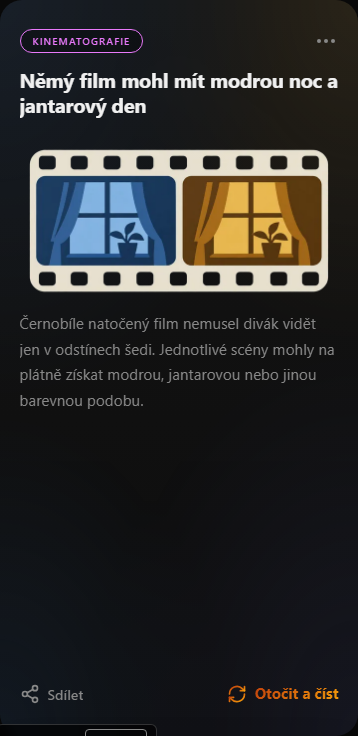 KINEMATOGRAFIE
Němý film mohl mít modrou noc a
jantarový den
Černobíle natočený film nemusel divák vidět
jen v odstínech šedi. Jednotlivé scény mohly na
plátně získat modrou, jantarovou nebo jinou
barevnou podobu.
Sdílet
Otočit a číst